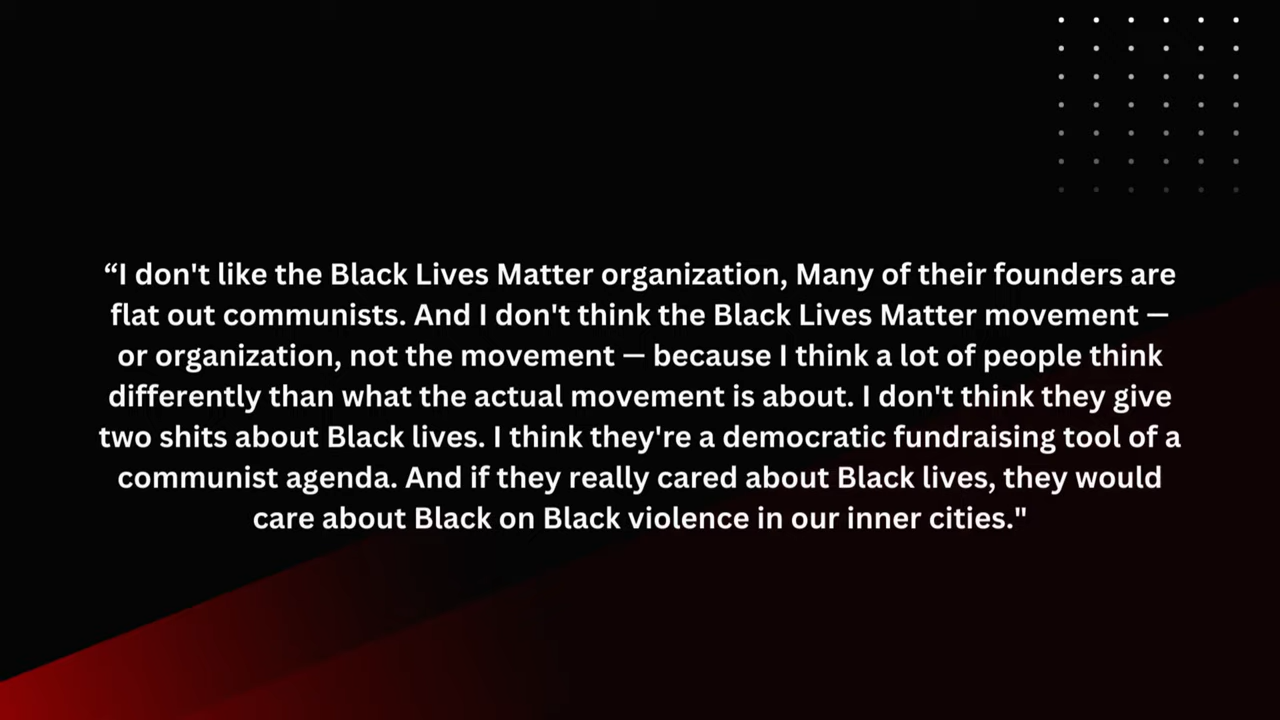 “I don't like the Black Lives Matter organization, Many of their founders are
flat out communists. And I don't think the Black Lives Matter movement —
or organization, not the movement — because I think a lot of people think
differently than what the actual movement is about. I don't think they give
two shits about Black lives. I think they're a democratic fundraising tool of a
communist agenda. And if they really cared about Black lives, they would
care about Black on Black violence in our inner cities."